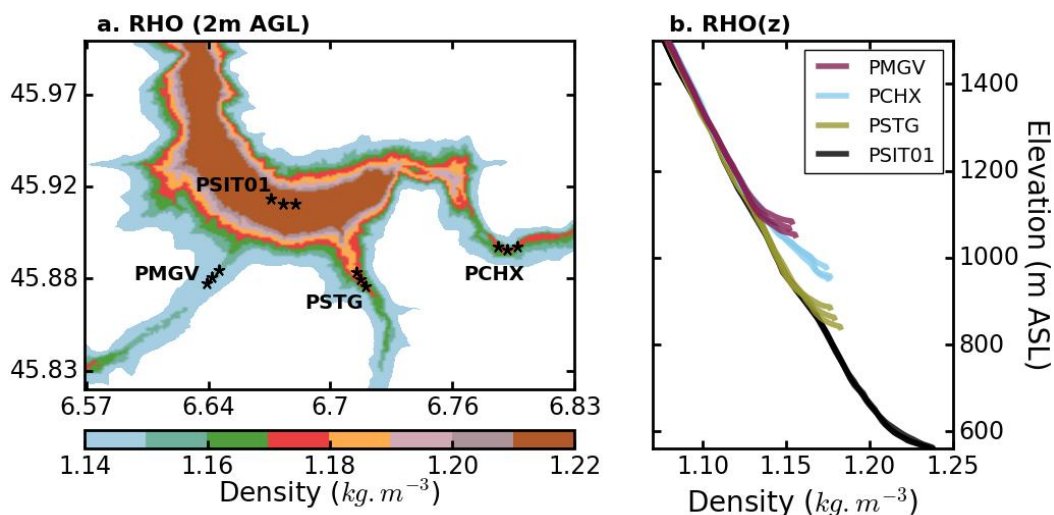 a. RHO (2m AGL)
45.97
45.92
45.88
45.83
PSIT01
PMGV
PSTG
PCHX
6.57 6.64 6.7 6.76 6.83
1.14 1.16 1.18 1.20 1.22
Density (kg.m⁻³)
b. RHO(z)
PMGV
PCHX
PSTG
PSIT01
1400
1200
1000
800
600
Elevation (m ASL)
1.10 1.15 1.20 1.25
Density (kg.m⁻³)